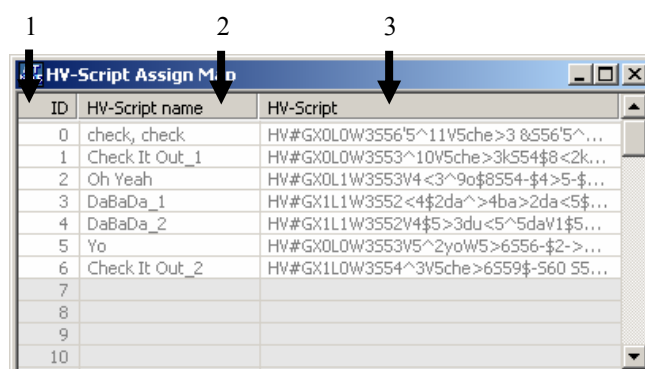 1 2 3
HV-Script Assign Map
ID HV-Script name HV-Script
0 check, check HV#GX0L0W3S56'5^11V5che>3 &S56'5^...
1 Check It Out_1 HV#GX0L0W3S53^10V5che>3kS54$8<2k...
2 Oh Yeah HV#GX0L1W3S53V4<3^9o$8S54-$4>5-$...
3 DaBaDa_1 HV#GX1L1W3S52<4$2da^>4ba>2da<5$...
4 DaBaDa_2 HV#GX1L1W3S52V4$5>3du<5^5daV1$5...
5 Yo HV#GX0L0W3S53V5^2yoW5>6S56-$2->...
6 Check It Out_2 HV#GX1L0W3S54^3V5che>6S59$-S60 S5...
7
8
9
10